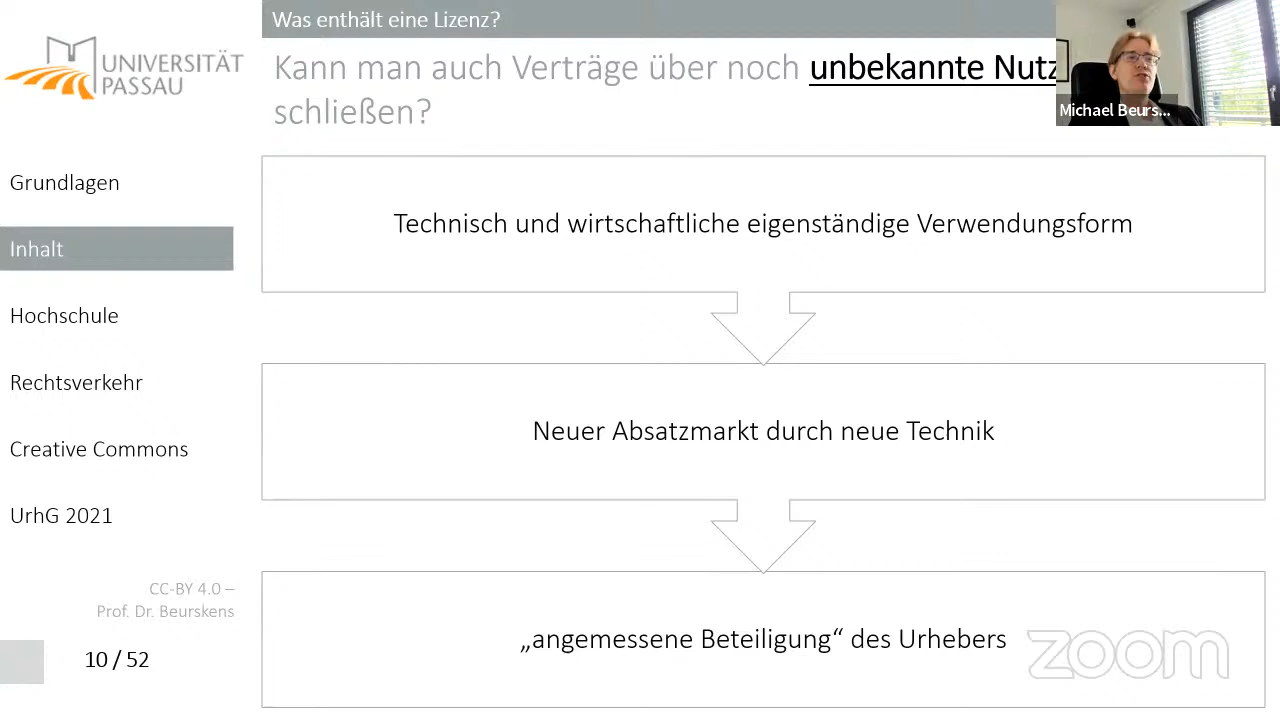 Was enthält eine Lizenz?
UNIVERSITÄT
PASSAU
Kann man auch Verträge über noch unbekannte
schließen?
Michael Beurs...
Grundlagen
Inhalt
Hochschule
Rechtsverkehr
Creative Commons
UrhG 2021
Technisch und wirtschaftliche eigenständige Verwendungsform
Neuer Absatzmarkt durch neue Technik
„angemessene Beteiligung“ des Urhebers
CC-BY 4.0 –
Prof. Dr. Beurskens
10 / 52
zoom